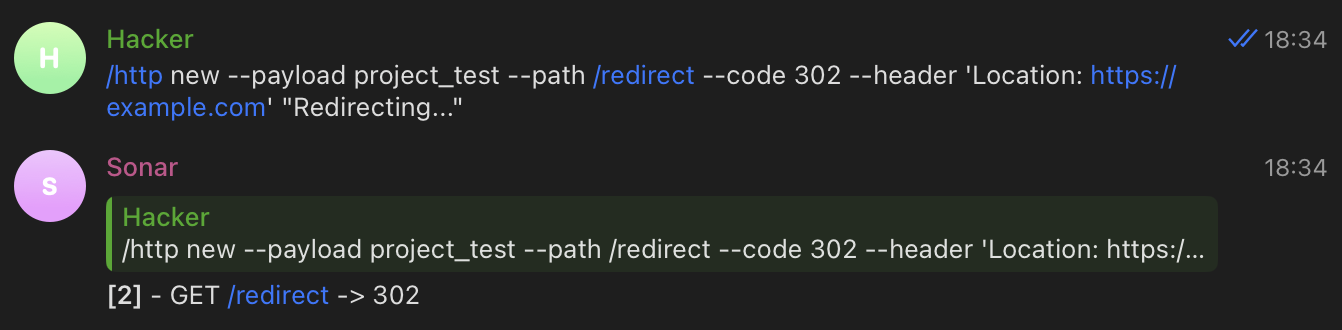 H
Hacker
18:34
/http new --payload project_test --path /redirect --code 302 --header 'Location: https://
example.com' "Redirecting..."
S
Sonar
18:34
Hacker
/http new --payload project_test --path /redirect --code 302 --header 'Location: https:/...
[2] - GET /redirect -> 302